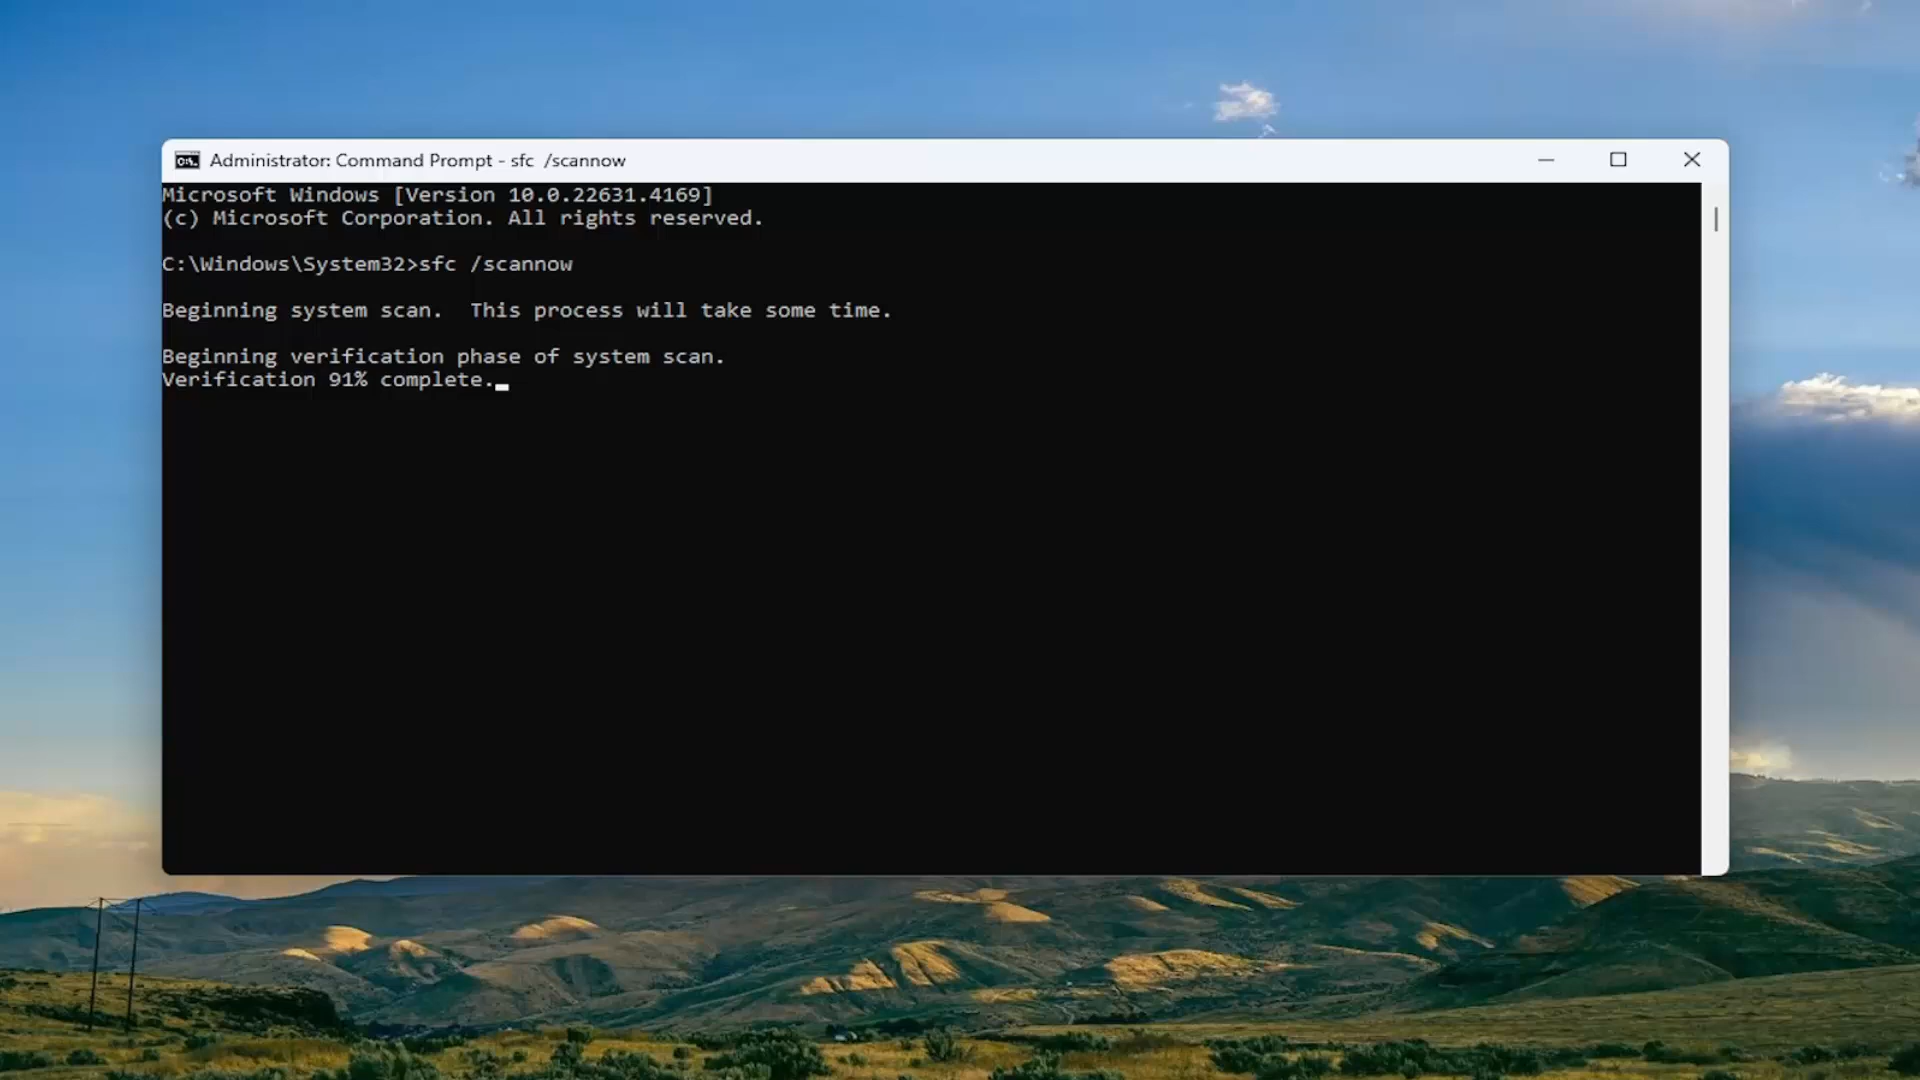 Administrator: Command Prompt - sfc  /scannow
Microsoft Windows [Version 10.0.22631.4169]
(c) Microsoft Corporation. All rights reserved.
C:\Windows\System32>sfc /scannow
Beginning system scan.  This process will take some time.
Beginning verification phase of system scan.
Verification 91% complete.